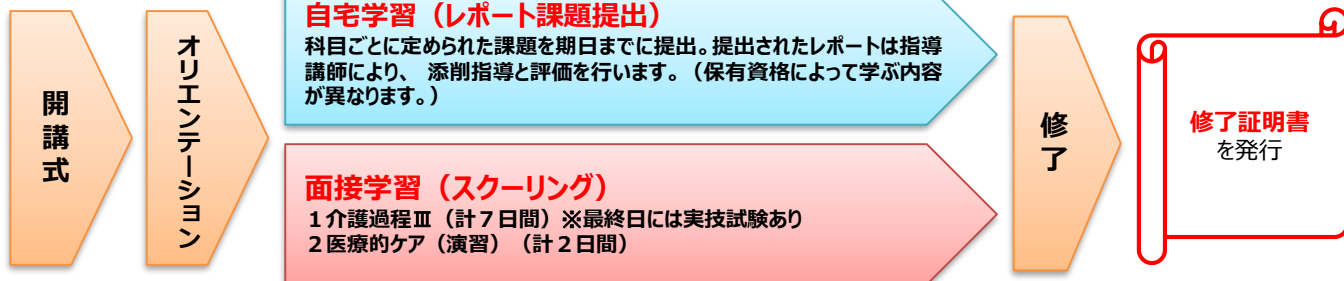 開講式
オリエンテーション
自宅学習（レポート課題提出）
科目ごとに定められた課題を期日までに提出。提出されたレポートは指導
講師により、 添削指導と評価を行います。（保有資格によって学ぶ内容
が異なります。）
面接学習（スクーリング）
１介護過程Ⅲ（計７日間）※最終日には実技試験あり
２医療的ケア（演習）（計２日間）
修了
修了証明書
を発行